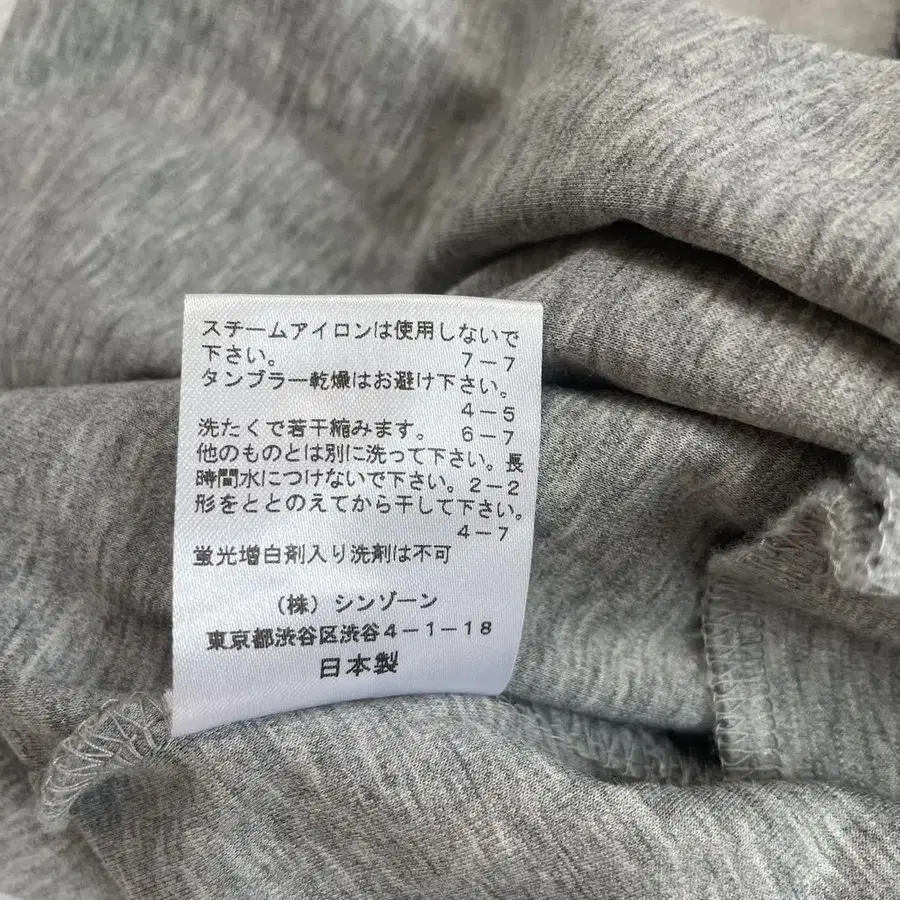 スチームアイロンは使用しないで
下さい。 7-7
タンブラー乾燥はお避け下さい。
4-5
洗たくで若干縮みます。 6-7
他のものとは別に洗って下さい。長
時間水につけないで下さい。2-2
形をととのえてから干して下さい。
4-7
蛍光増白剤入り洗剤は不可
(株)シンゾーン
東京都渋谷区渋谷4-1-18
日本製